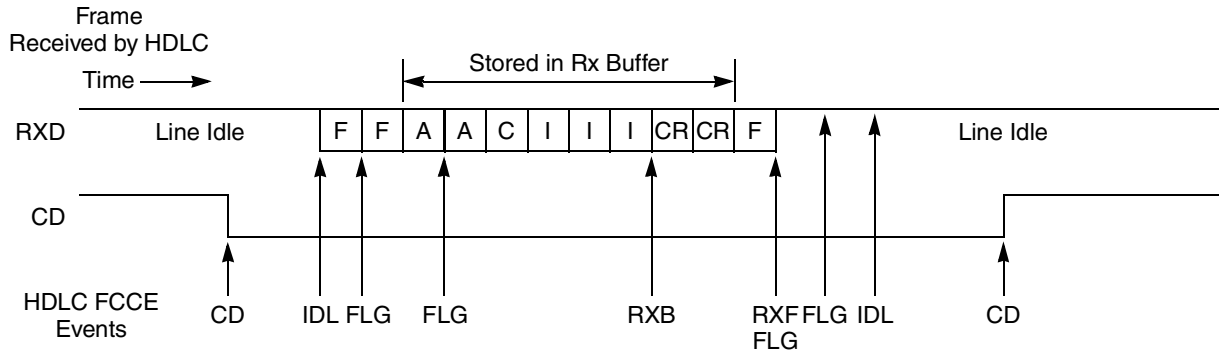 Frame
Received by HDLC
Time
Stored in Rx Buffer
RXD
Line Idle
F F A A C I I I CR CR F
Line Idle
CD
HDLC FCCE
Events
CD
IDL FLG
FLG
RXB
RXF
FLG
FLG
IDL
CD